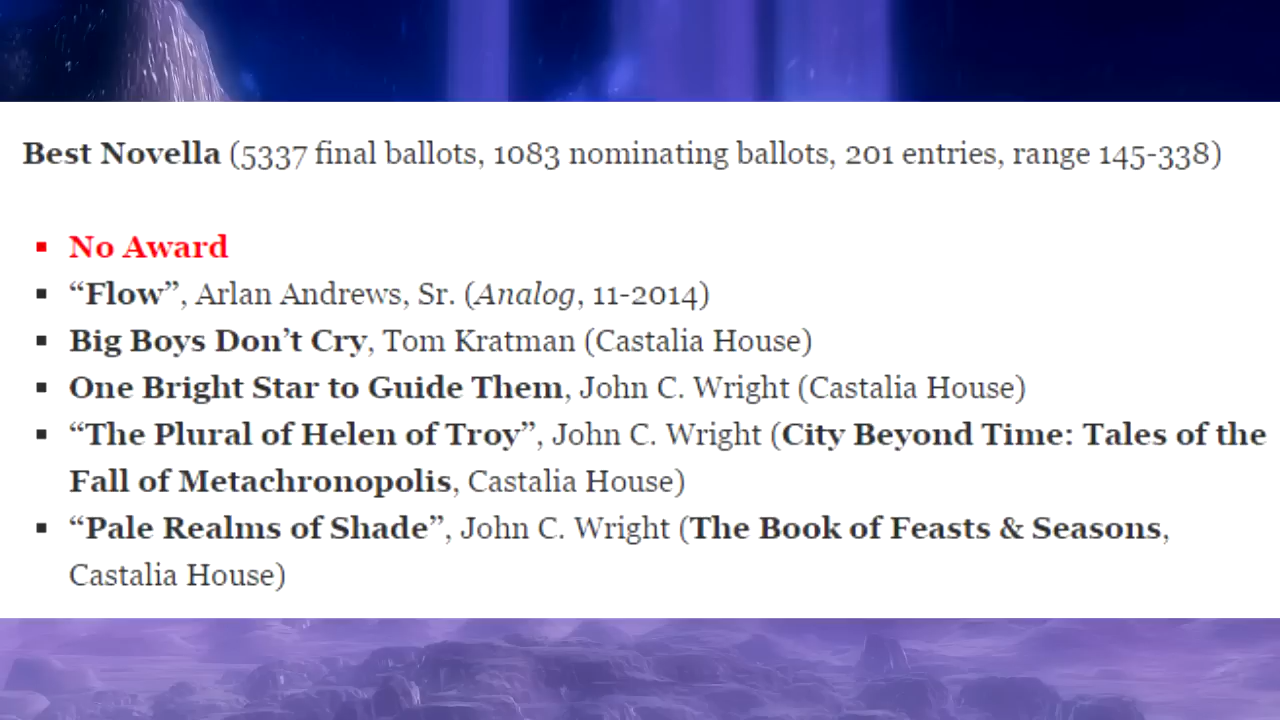 Best Novella (5337 final ballots, 1083 nominating ballots, 201 entries, range 145-338)
▪ No Award
▪ “Flow”, Arlan Andrews, Sr. (Analog, 11-2014)
▪ Big Boys Don’t Cry, Tom Kratman (Castalia House)
▪ One Bright Star to Guide Them, John C. Wright (Castalia House)
▪ “The Plural of Helen of Troy”, John C. Wright (City Beyond Time: Tales of the
Fall of Metachronopolis, Castalia House)
▪ “Pale Realms of Shade”, John C. Wright (The Book of Feasts & Seasons,
Castalia House)